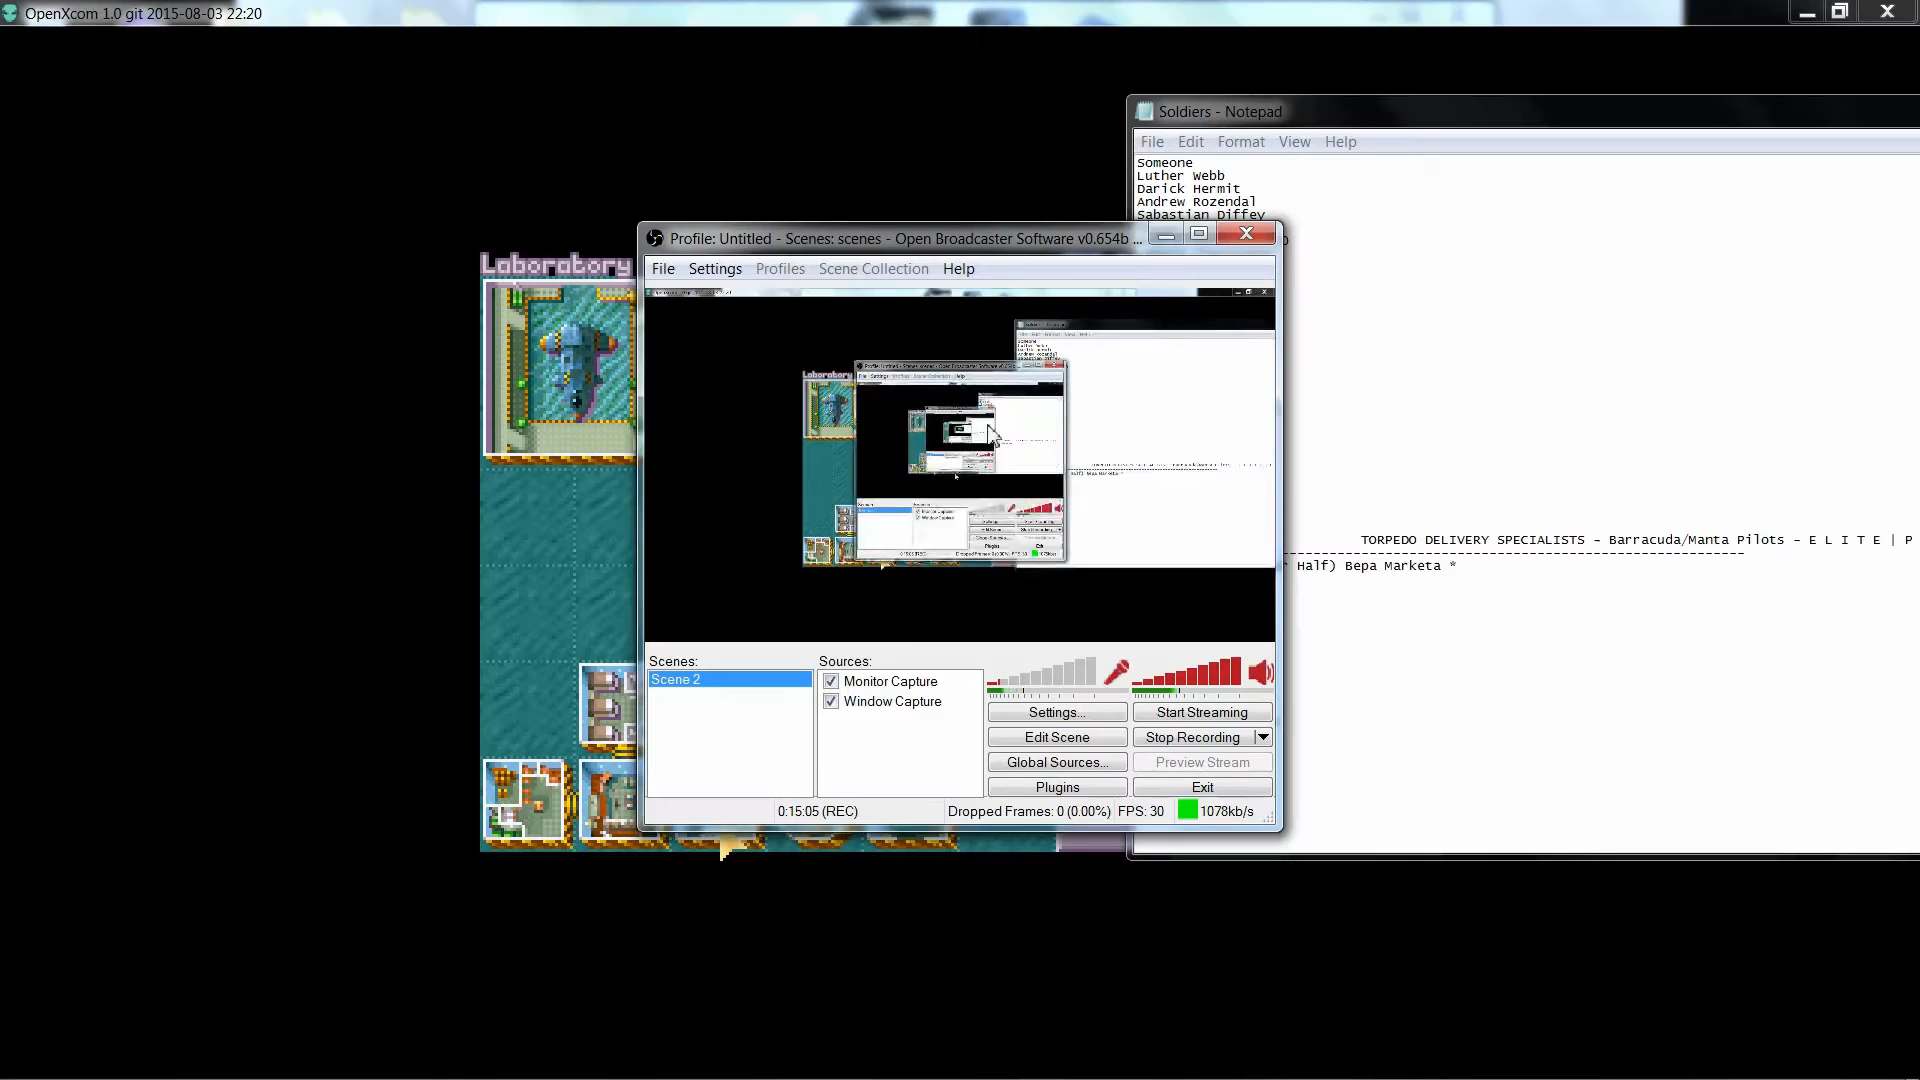 OpenXcom 1.0 git 2015-08-03 22:20
Soldiers - Notepad
File Edit Format View Help
Someone
Luther Webb
Darick Hermit
Andrew Rozendal
Sabastian Diffey
Laboratory
Profile: Untitled - Scenes: scenes - Open Broadcaster Software v0.654b ...
File Settings Profiles Scene Collection Help
TORPEDO DELIVERY SPECIALISTS - Barracuda/Manta Pilots - E L I T E | P
Half) Bepa Marketa *
Scenes:
Scene 2
Sources:
Monitor Capture
Window Capture
Settings...
Start Streaming
Edit Scene
Stop Recording
Global Sources...
Preview Stream
Plugins
Exit
0:15:05 (REC)
Dropped Frames: 0 (0.00%)
FPS: 30
1078kb/s